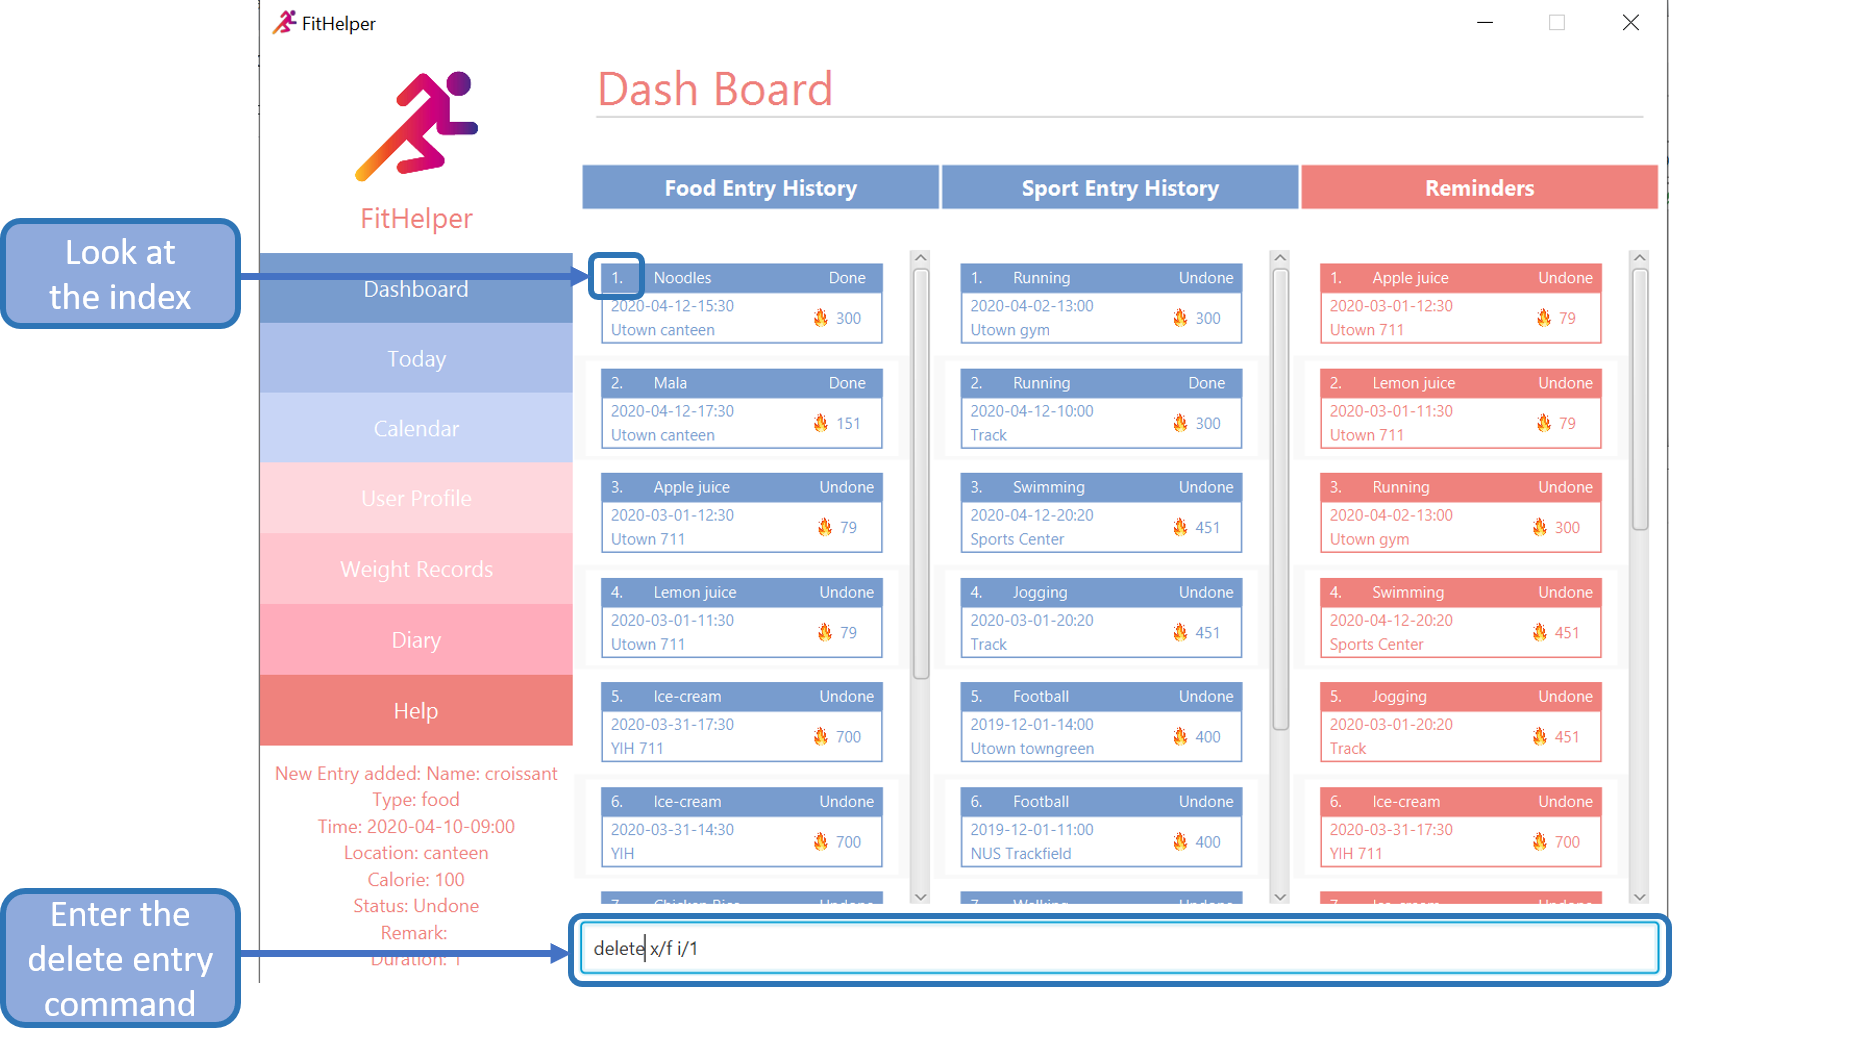 FitHelper
Dash Board
FitHelper
Look at
the index
Dashboard
Today
Calendar
User Profile
Weight Records
Diary
Help
New Entry added: Name: croissant
Type: food
Time: 2020-04-10-09:00
Location: canteen
Calorie: 100
Status: Undone
Remark:
Duration: 1
Enter the
delete entry
command
Food Entry History
1. Noodles Done
2020-04-12-15:30
300
Utown canteen
2. Mala Done
2020-04-12-17:30
151
Utown canteen
3. Apple juice Undone
2020-03-01-12:30
79
Utown 711
4. Lemon juice Undone
2020-03-01-11:30
79
Utown 711
5. Ice-cream Undone
2020-03-31-17:30
700
YIH 711
6. Ice-cream Undone
2020-03-31-14:30
700
YIH
7. Chicken Rice Undone
Sport Entry History
1. Running Undone
2020-04-02-13:00
300
Utown gym
2. Running Done
2020-04-12-10:00
300
Track
3. Swimming Undone
2020-04-12-20:20
451
Sports Center
4. Jogging Undone
2020-03-01-20:20
451
Track
5. Football Undone
2019-12-01-14:00
400
Utown towngreen
6. Football Undone
2019-12-01-11:00
400
NUS Trackfield
7. Walking Undone
Reminders
1. Apple juice Undone
2020-03-01-12:30
79
Utown 711
2. Lemon juice Undone
2020-03-01-11:30
79
Utown 711
3. Running Undone
2020-04-02-13:00
300
Utown gym
4. Swimming Undone
2020-04-12-20:20
451
Sports Center
5. Jogging Undone
2020-03-01-20:20
451
Track
6. Ice-cream Undone
2020-03-31-17:30
700
YIH 711
7. Ice-cream Undone
delete x/f i/1